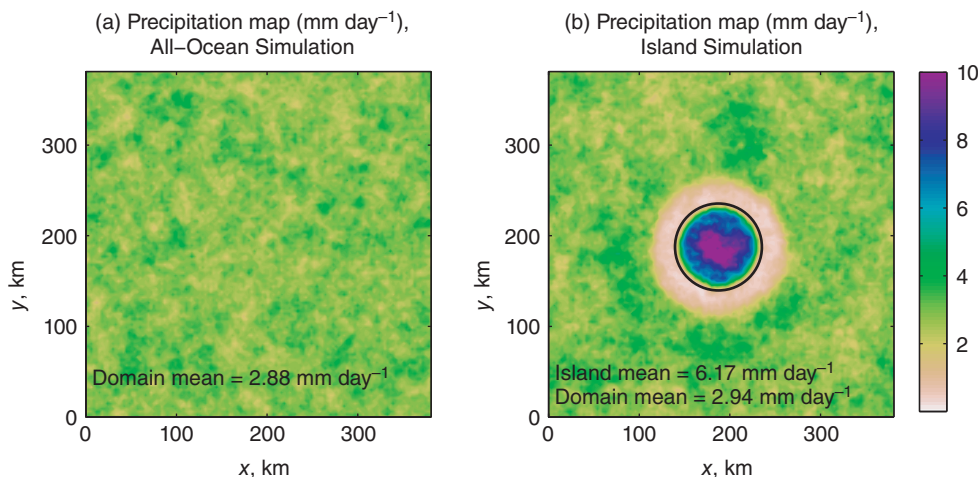 (a) Precipitation map (mm day⁻¹),
All−Ocean Simulation
(b) Precipitation map (mm day⁻¹),
Island Simulation
300
200
100
0
y, km
Domain mean = 2.88 mm day⁻¹
0
100
200
300
x, km
300
200
100
0
y, km
Island mean = 6.17 mm day⁻¹
Domain mean = 2.94 mm day⁻¹
0
100
200
300
x, km
10
8
6
4
2